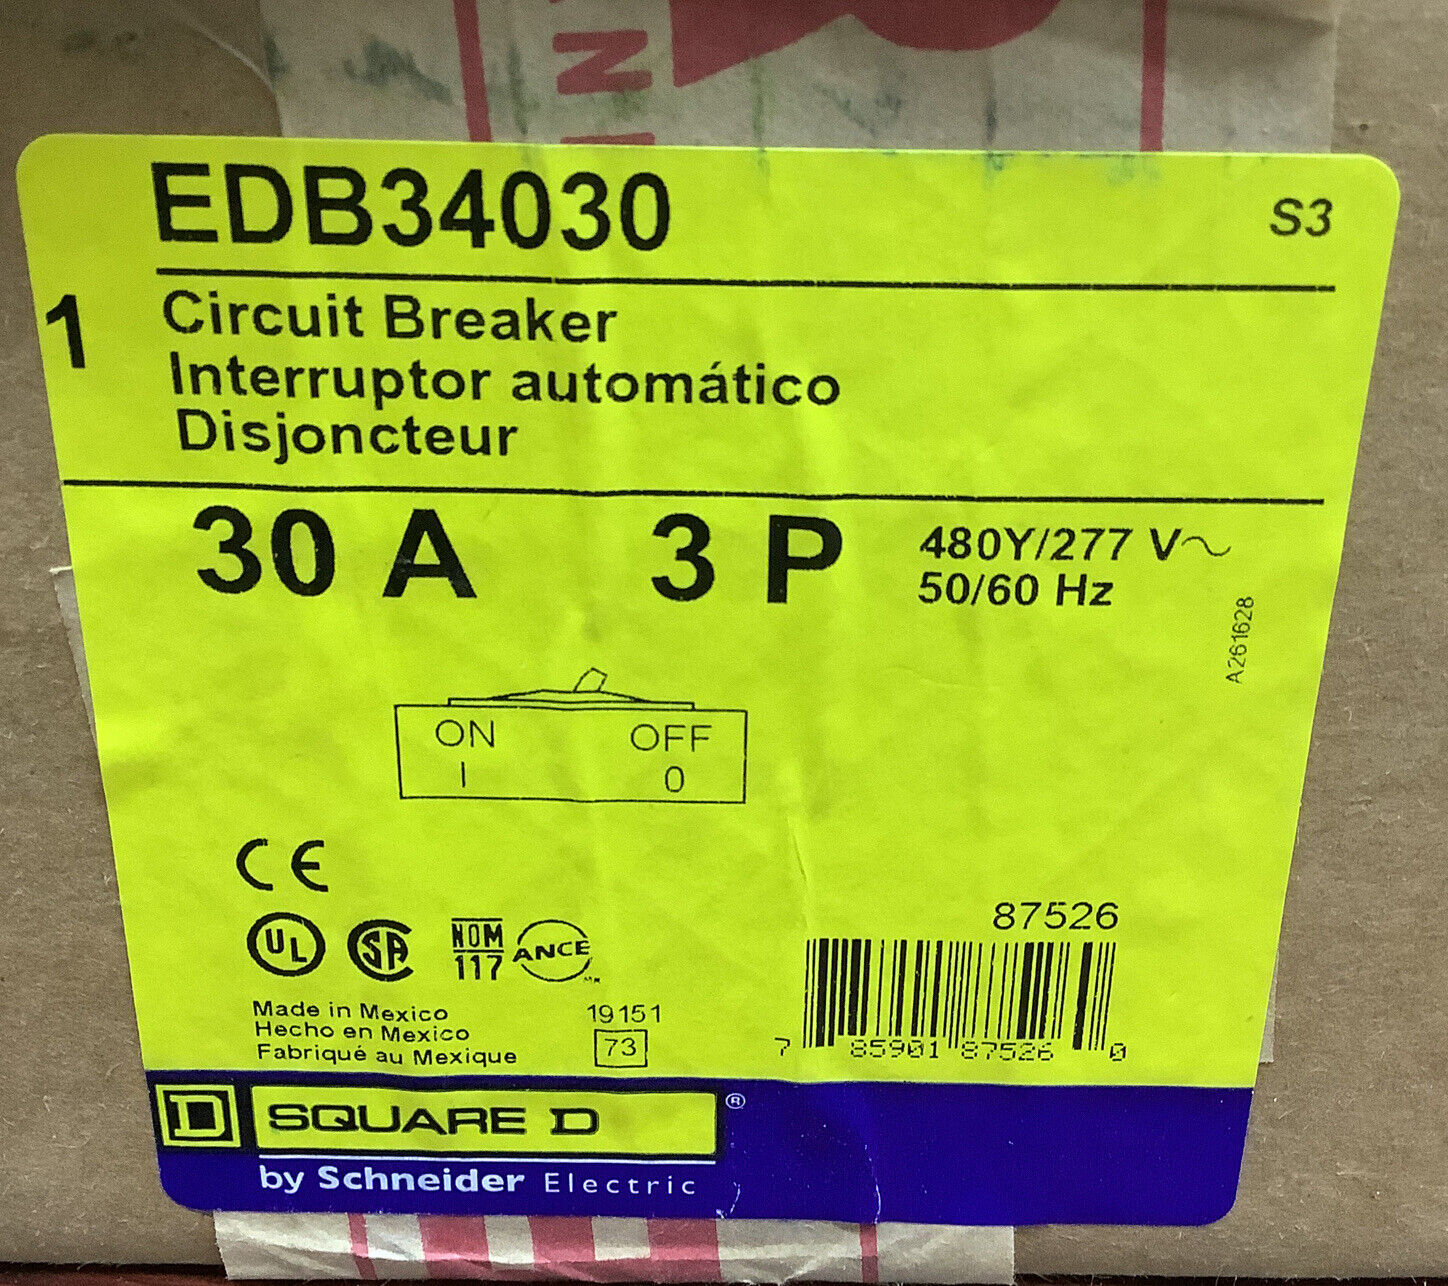 EDB34030
S3
1
Circuit Breaker
Interruptor automático
Disjoncteur
30 A 3 P
480Y/277 V~
50/60 Hz
A261628
ON OFF
I 0
CE
UL SA NOM 117 ANCE
87526
Made in Mexico
Hecho en Mexico
Fabriqué au Mexique
19151
73
7 85901 87526 0
D SQUARE D ®
by Schneider Electric